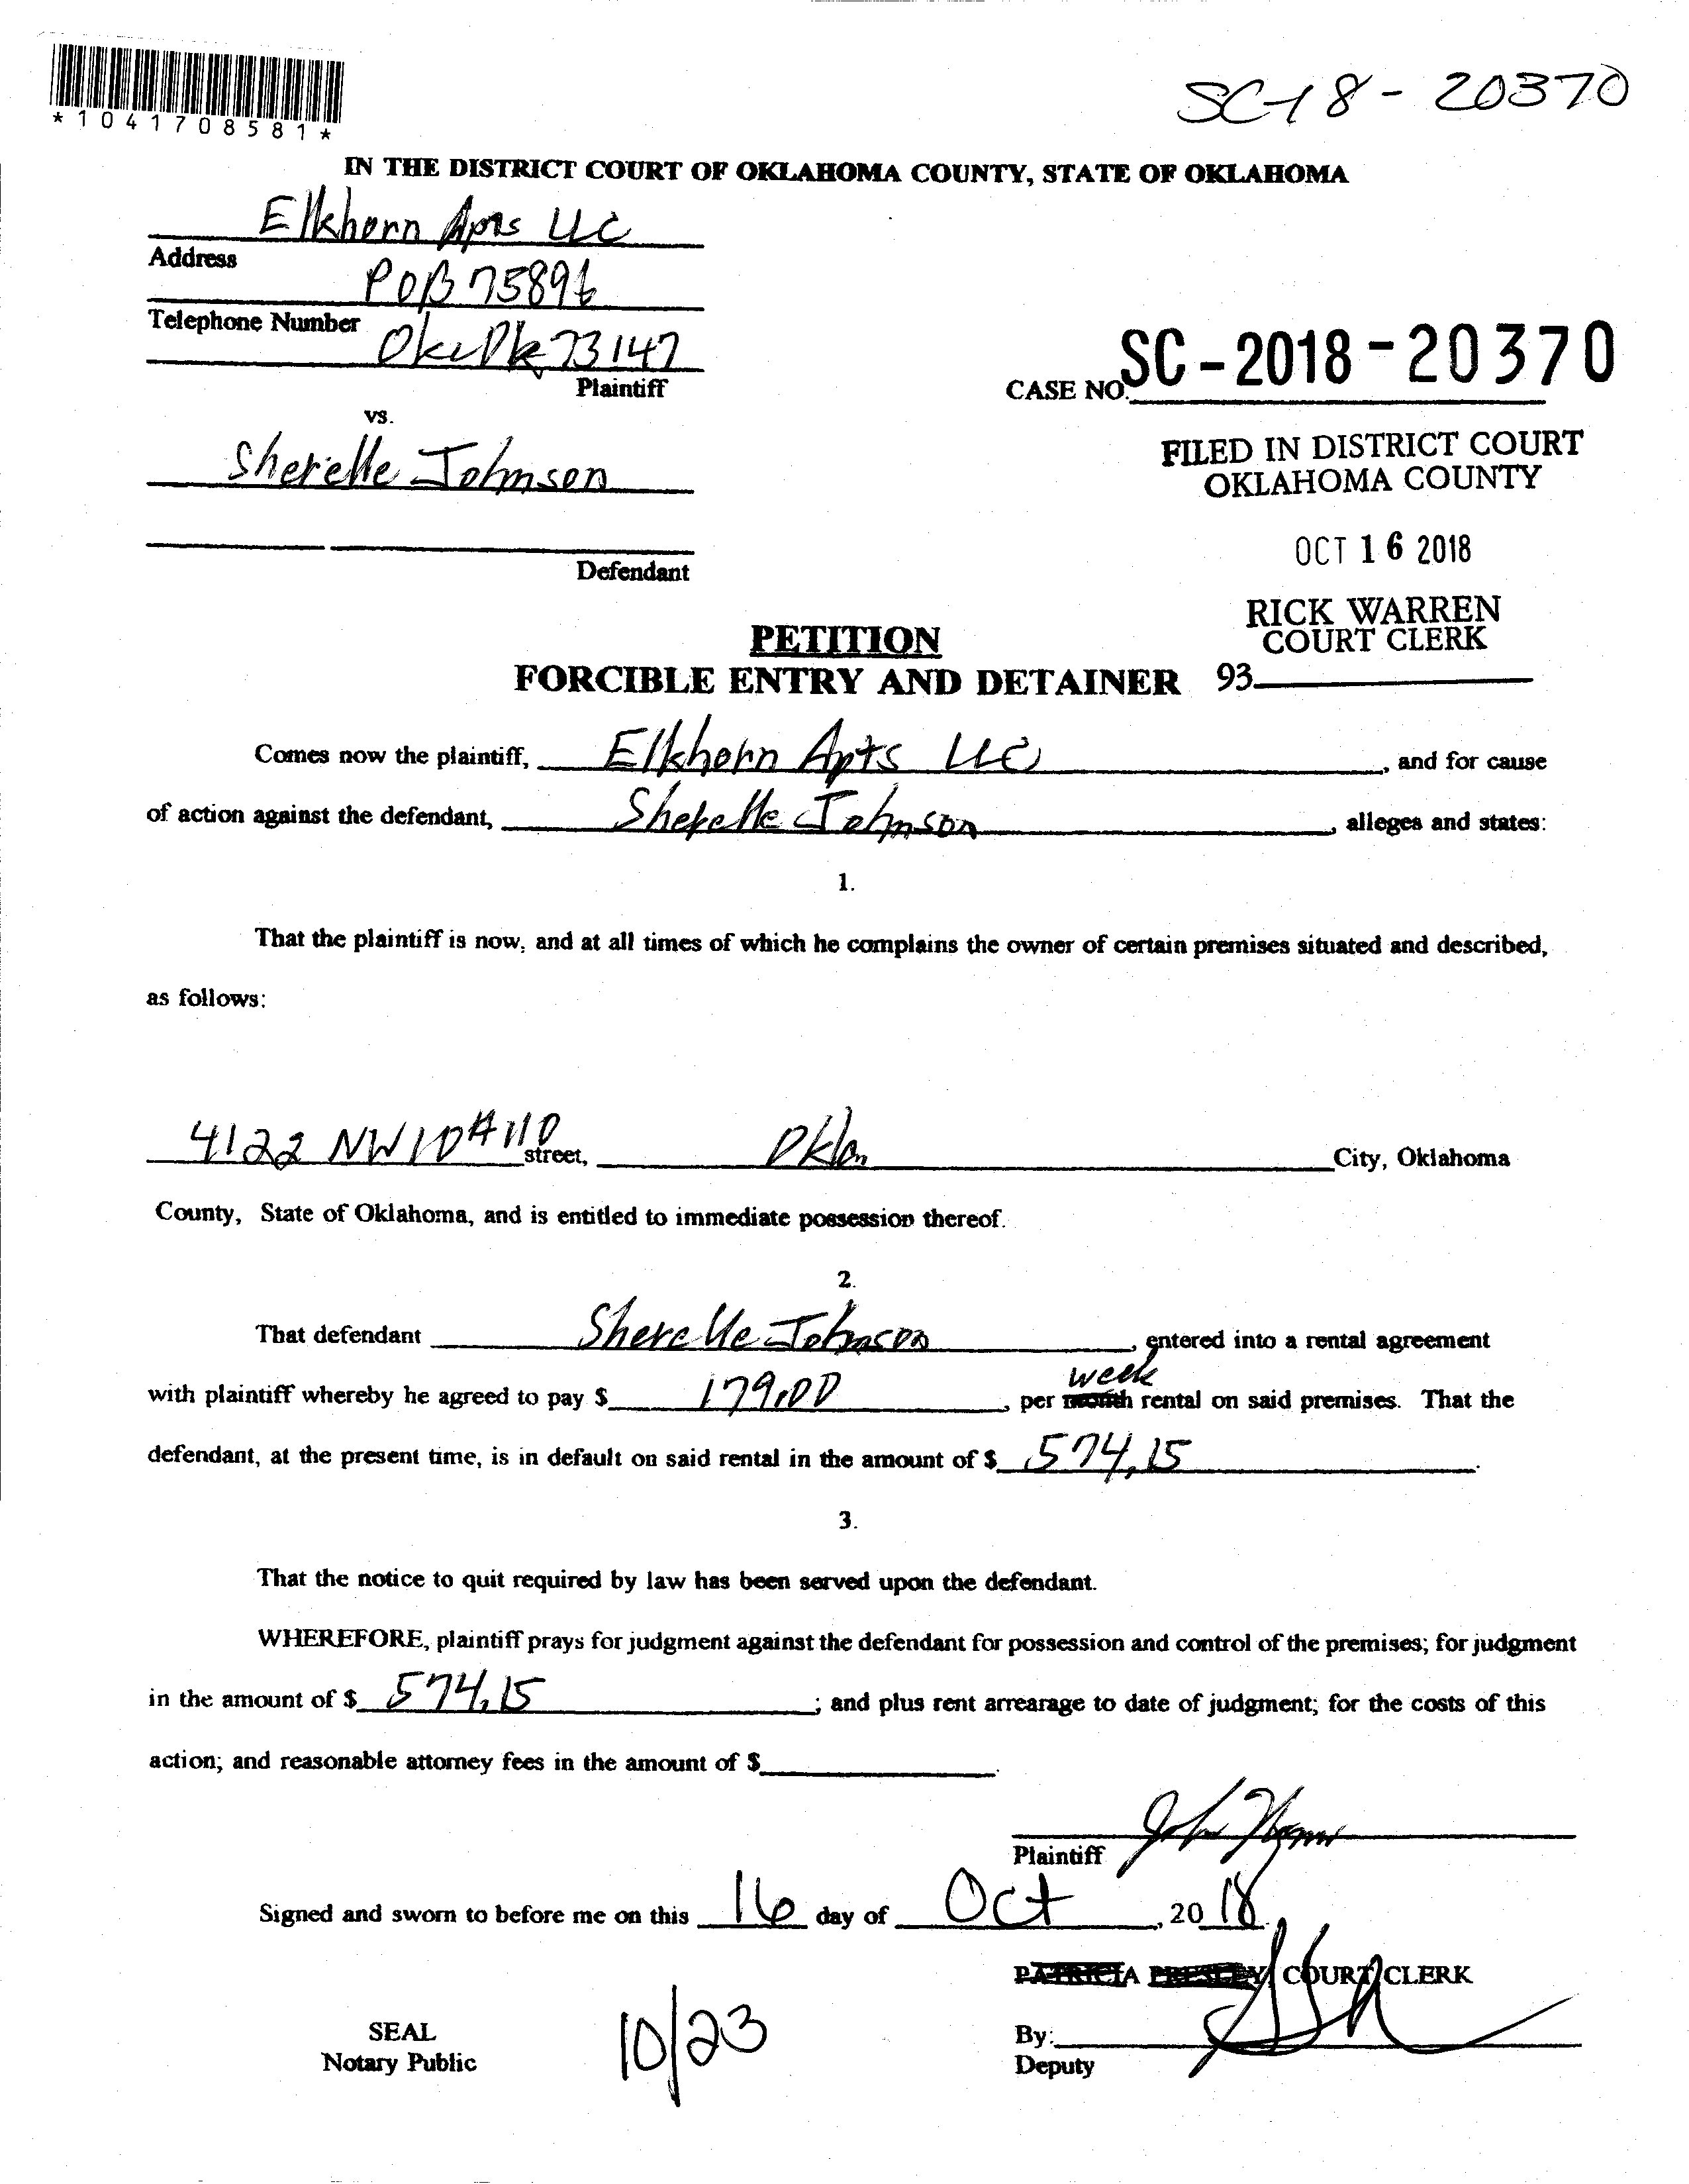 *1041708581*
SC-18-20370
IN THE DISTRICT COURT OF OKLAHOMA COUNTY, STATE OF OKLAHOMA
Elkhorn Apts LLC
Address
POB 75896
Telephone Number
Okc Ok 73147
Plaintiff
CASE NO. SC-2018-20370
vs.
Sherelle Johnson
FILED IN DISTRICT COURT
OKLAHOMA COUNTY
OCT 16 2018
Defendant
RICK WARREN
COURT CLERK
93
PETITION
FORCIBLE ENTRY AND DETAINER
Comes now the plaintiff, Elkhorn Apts LLC, and for cause
of action against the defendant, Sherelle Johnson, alleges and states:
1.
That the plaintiff is now, and at all times of which he complains the owner of certain premises situated and described,
as follows:
4122 NW 10 #110 street, Okla City, Oklahoma
County, State of Oklahoma, and is entitled to immediate possession thereof.
2.
That defendant Sherelle Johnson, entered into a rental agreement
week
with plaintiff whereby he agreed to pay $ 179.00, per month rental on said premises. That the
defendant, at the present time, is in default on said rental in the amount of $ 574.15.
3.
That the notice to quit required by law has been served upon the defendant.
WHEREFORE, plaintiff prays for judgment against the defendant for possession and control of the premises; for judgment
in the amount of $ 574.15; and plus rent arrearage to date of judgment; for the costs of this
action; and reasonable attorney fees in the amount of $.
Plaintiff
Signed and sworn to before me on this 16 day of Oct, 2018.
PATRICIA PRESLEY, COURT CLERK
SEAL
Notary Public
10/23
By:
Deputy